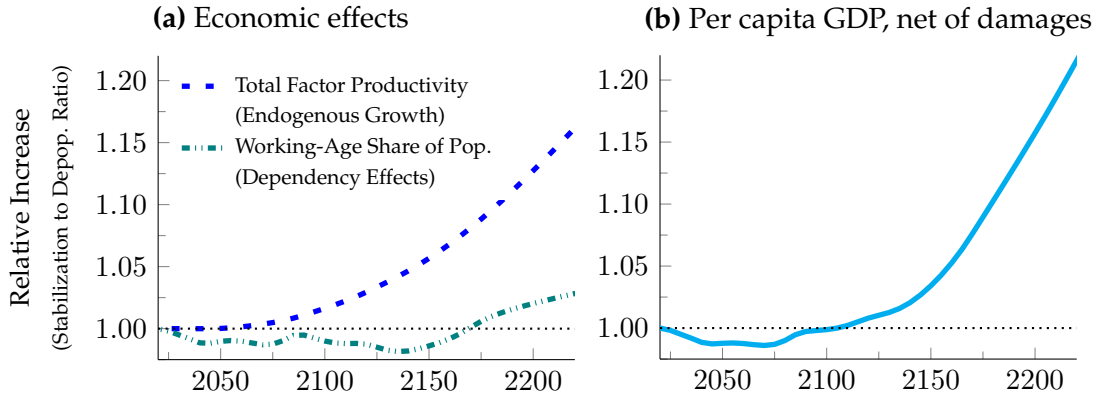 (a) Economic effects
Relative Increase
(Stabilization to Depop. Ratio)
1.20
1.15
1.10
1.05
1.00
Total Factor Productivity
(Endogenous Growth)
Working-Age Share of Pop.
(Dependency Effects)
2050
2100
2150
2200
(b) Per capita GDP, net of damages
1.20
1.15
1.10
1.05
1.00
2050
2100
2150
2200